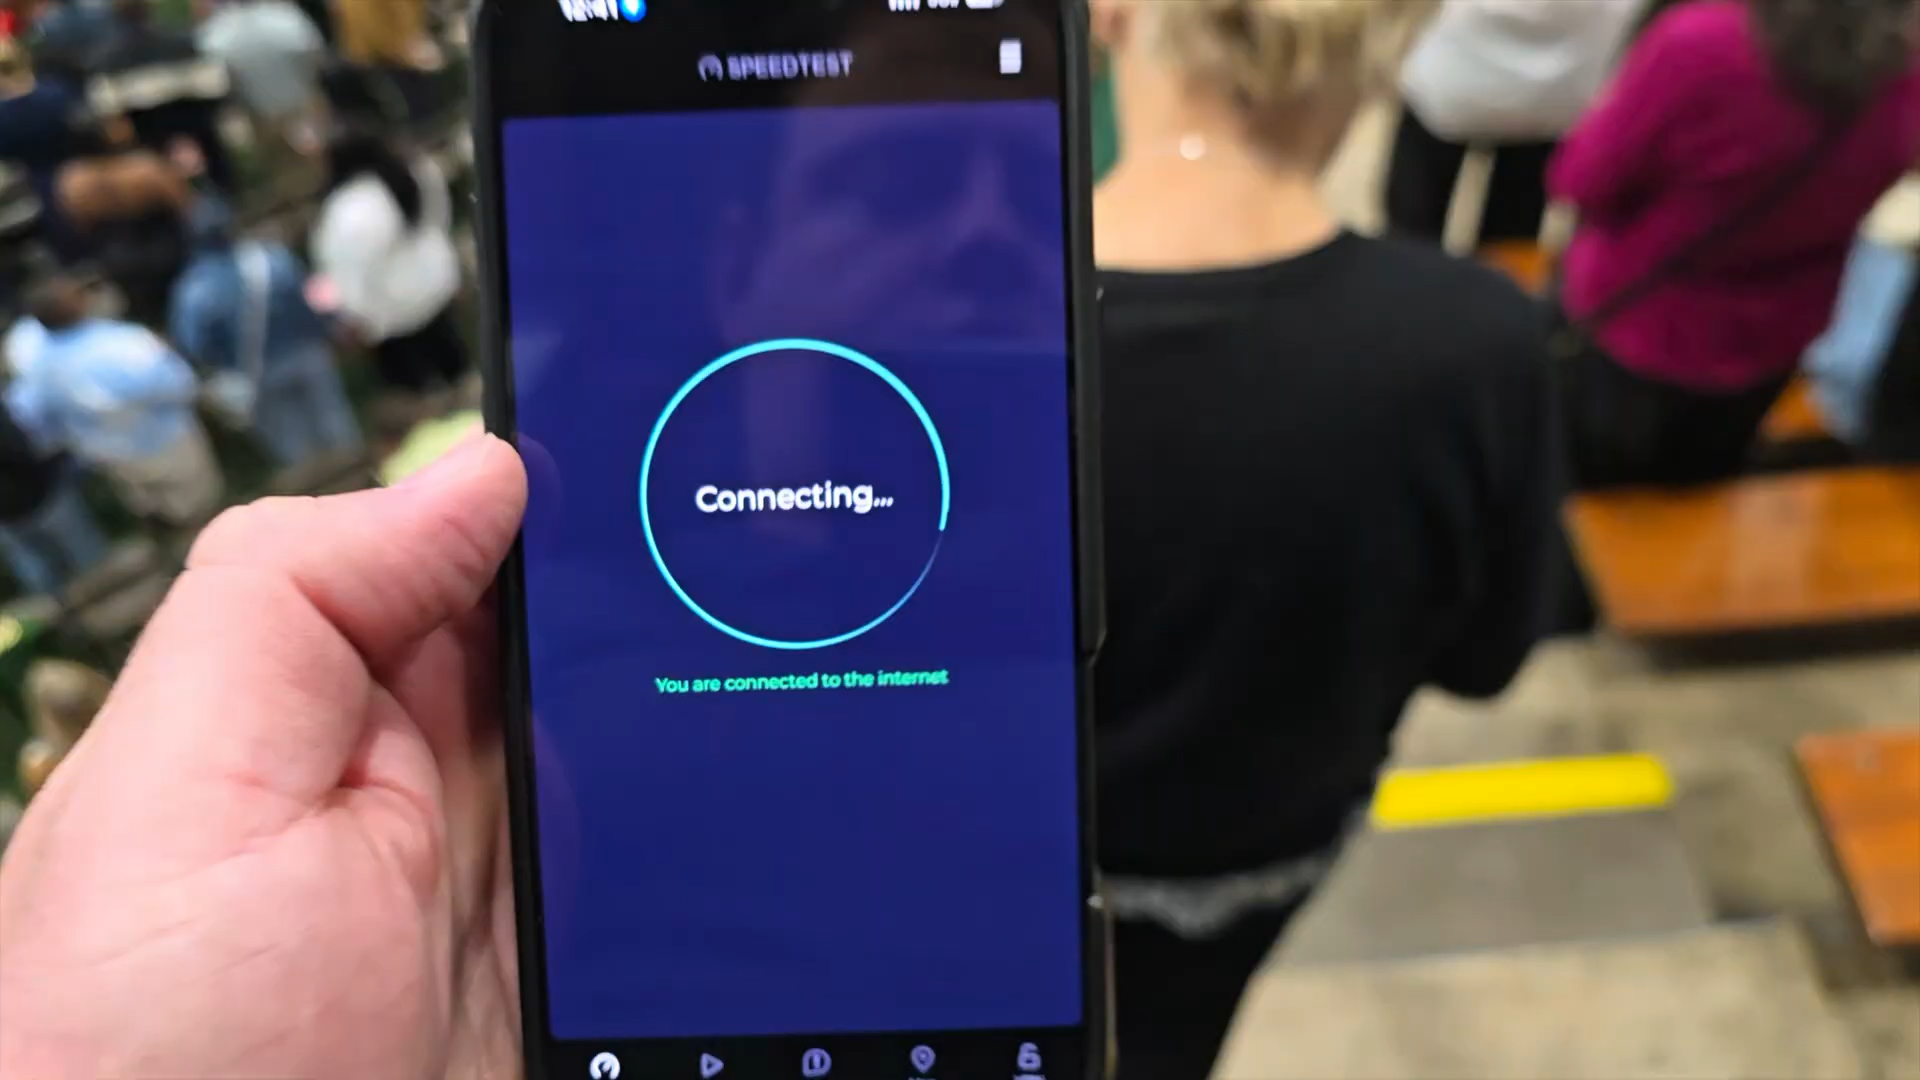 SPEEDTEST
Connecting...
You are connected to the internet